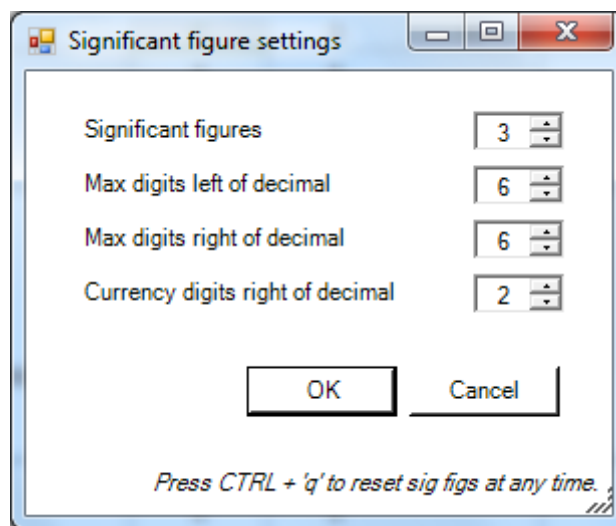 Significant figure settings
Significant figures 3
Max digits left of decimal 6
Max digits right of decimal 6
Currency digits right of decimal 2
OK Cancel
Press CTRL + 'q' to reset sig figs at any time.